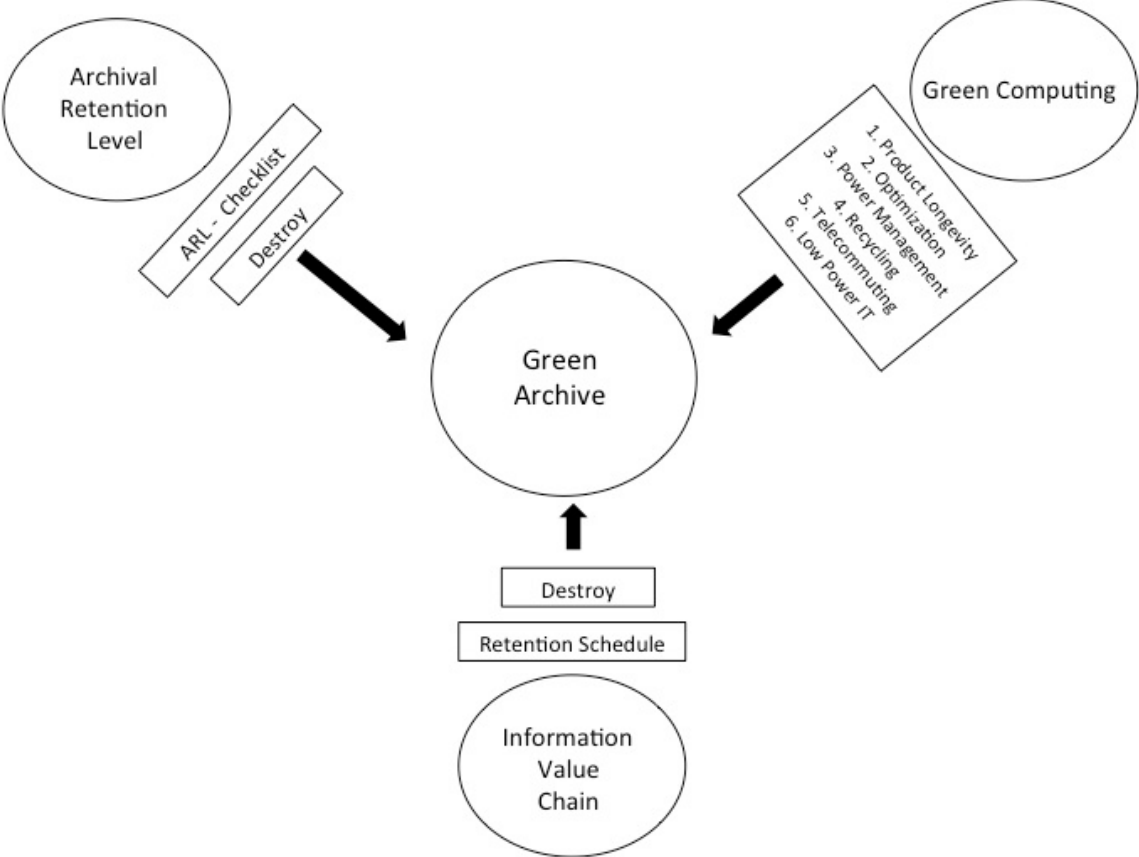 Archival
Retention
Level
ARL - Checklist
Destroy
Green Computing
1. Product Longevity
2. Optimization
3. Power Management
4. Recycling
5. Telecommuting
6. Low Power IT
Green
Archive
Destroy
Retention Schedule
Information
Value
Chain